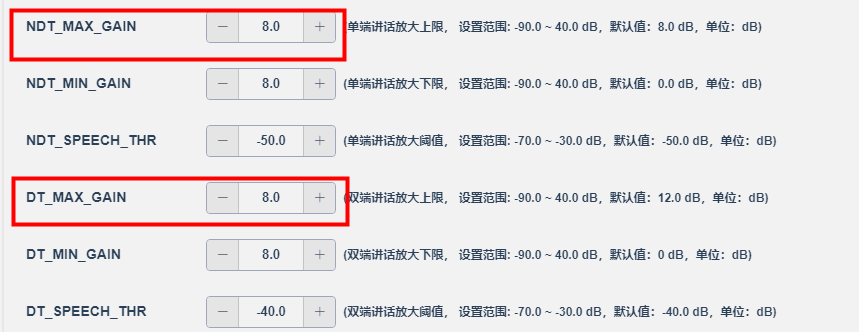 NDT_MAX_GAIN − 8.0 + (单端讲话放大上限， 设置范围: -90.0 ~ 40.0 dB，默认值：8.0 dB，单位：dB)
NDT_MIN_GAIN − 8.0 + (单端讲话放大下限， 设置范围: -90.0 ~ 40.0 dB，默认值：0.0 dB，单位：dB)
NDT_SPEECH_THR − -50.0 + (单端讲话放大阈值， 设置范围: -70.0 ~ -30.0 dB，默认值：-50.0 dB，单位：dB)
DT_MAX_GAIN − 8.0 + (双端讲话放大上限， 设置范围: -90.0 ~ 40.0 dB，默认值：12.0 dB，单位：dB)
DT_MIN_GAIN − 8.0 + (双端讲话放大下限， 设置范围: -90.0 ~ 40.0 dB，默认值：0 dB，单位：dB)
DT_SPEECH_THR − -40.0 + (双端讲话放大阈值， 设置范围: -70.0 ~ -30.0 dB，默认值：-40.0 dB，单位：dB)